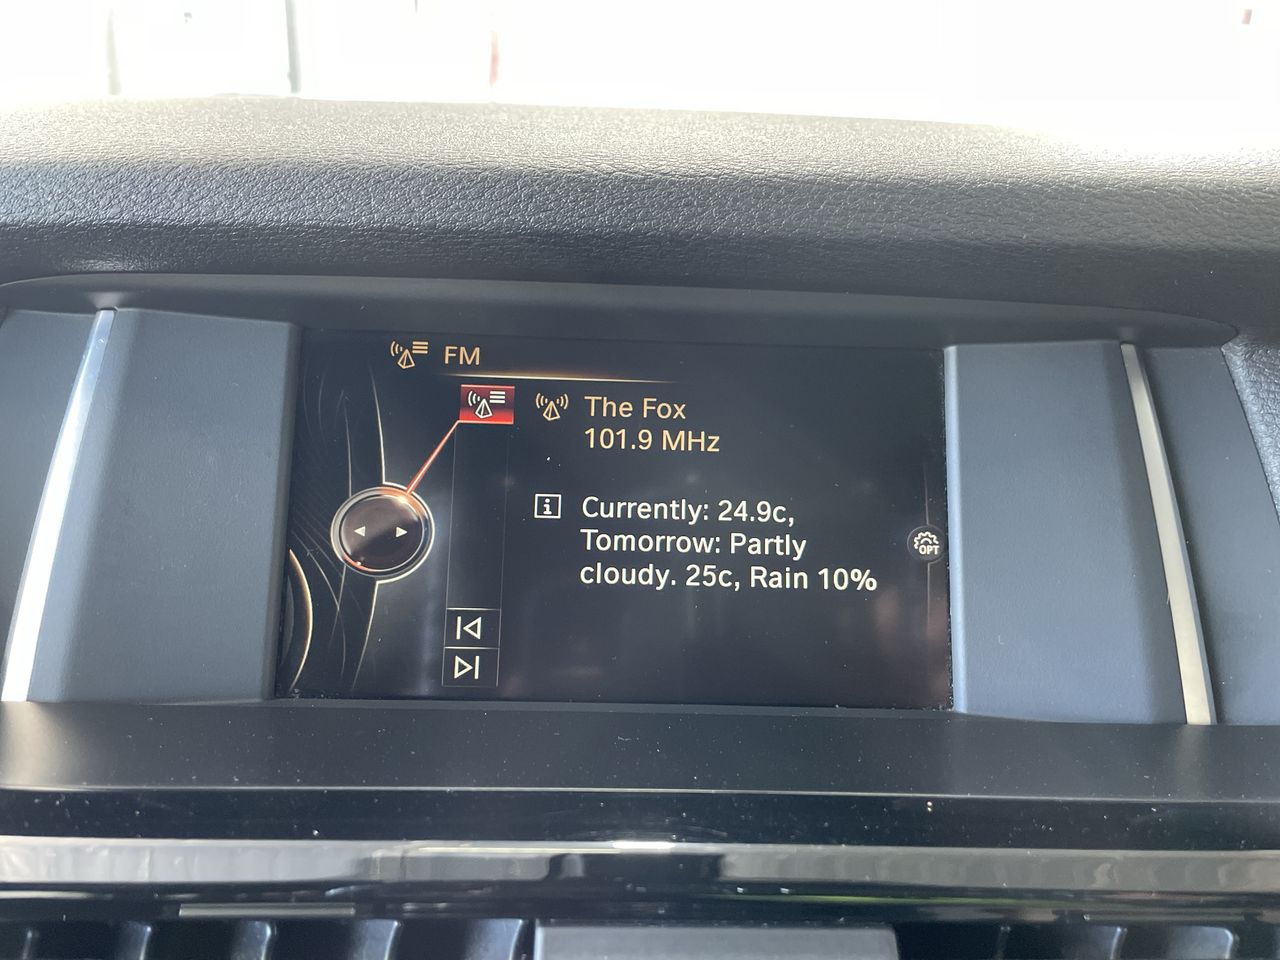 FM
The Fox
101.9 MHz
Currently: 24.9c,
Tomorrow: Partly
cloudy. 25c, Rain 10%
OPT